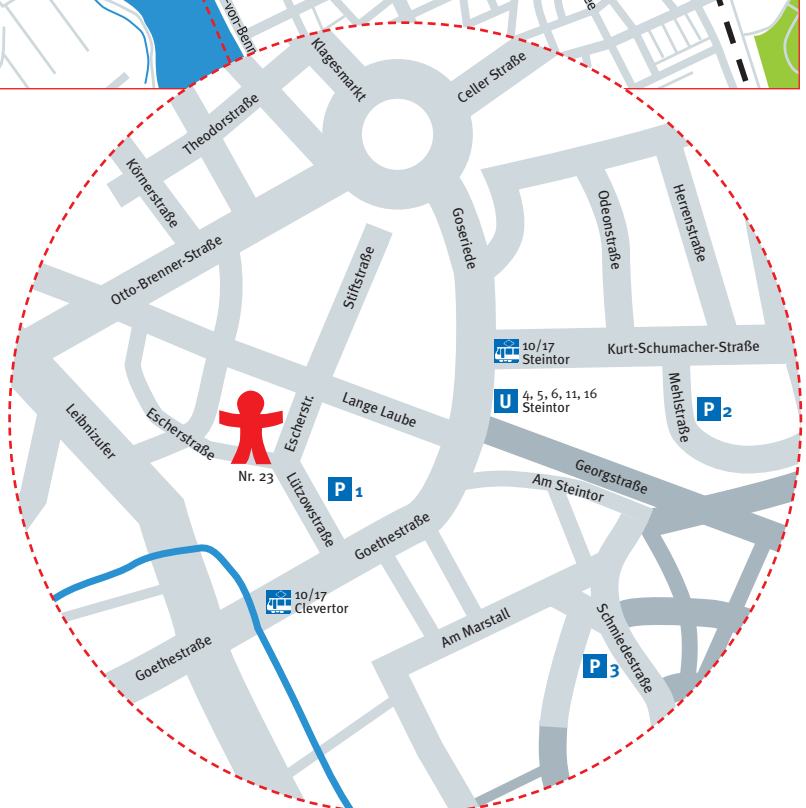 -von-Benn
Klagesmarkt
Celler Straße
Theodorstraße
Körnerstraße
Otto-Brenner-Straße
Stiftstraße
Goseriede
Odeonstraße
Herrenstraße
10/17
Steintor
Kurt-Schumacher-Straße
U
4, 5, 6, 11, 16
Steintor
Mehlstraße
P 2
Leibnizufer
Escherstraße
Escherstr.
Lange Laube
Nr. 23
Lützowstraße
P 1
Georgstraße
Am Steintor
Goethestraße
10/17
Clevertor
Am Marstall
Schmiedestraße
Goethestraße
P 3